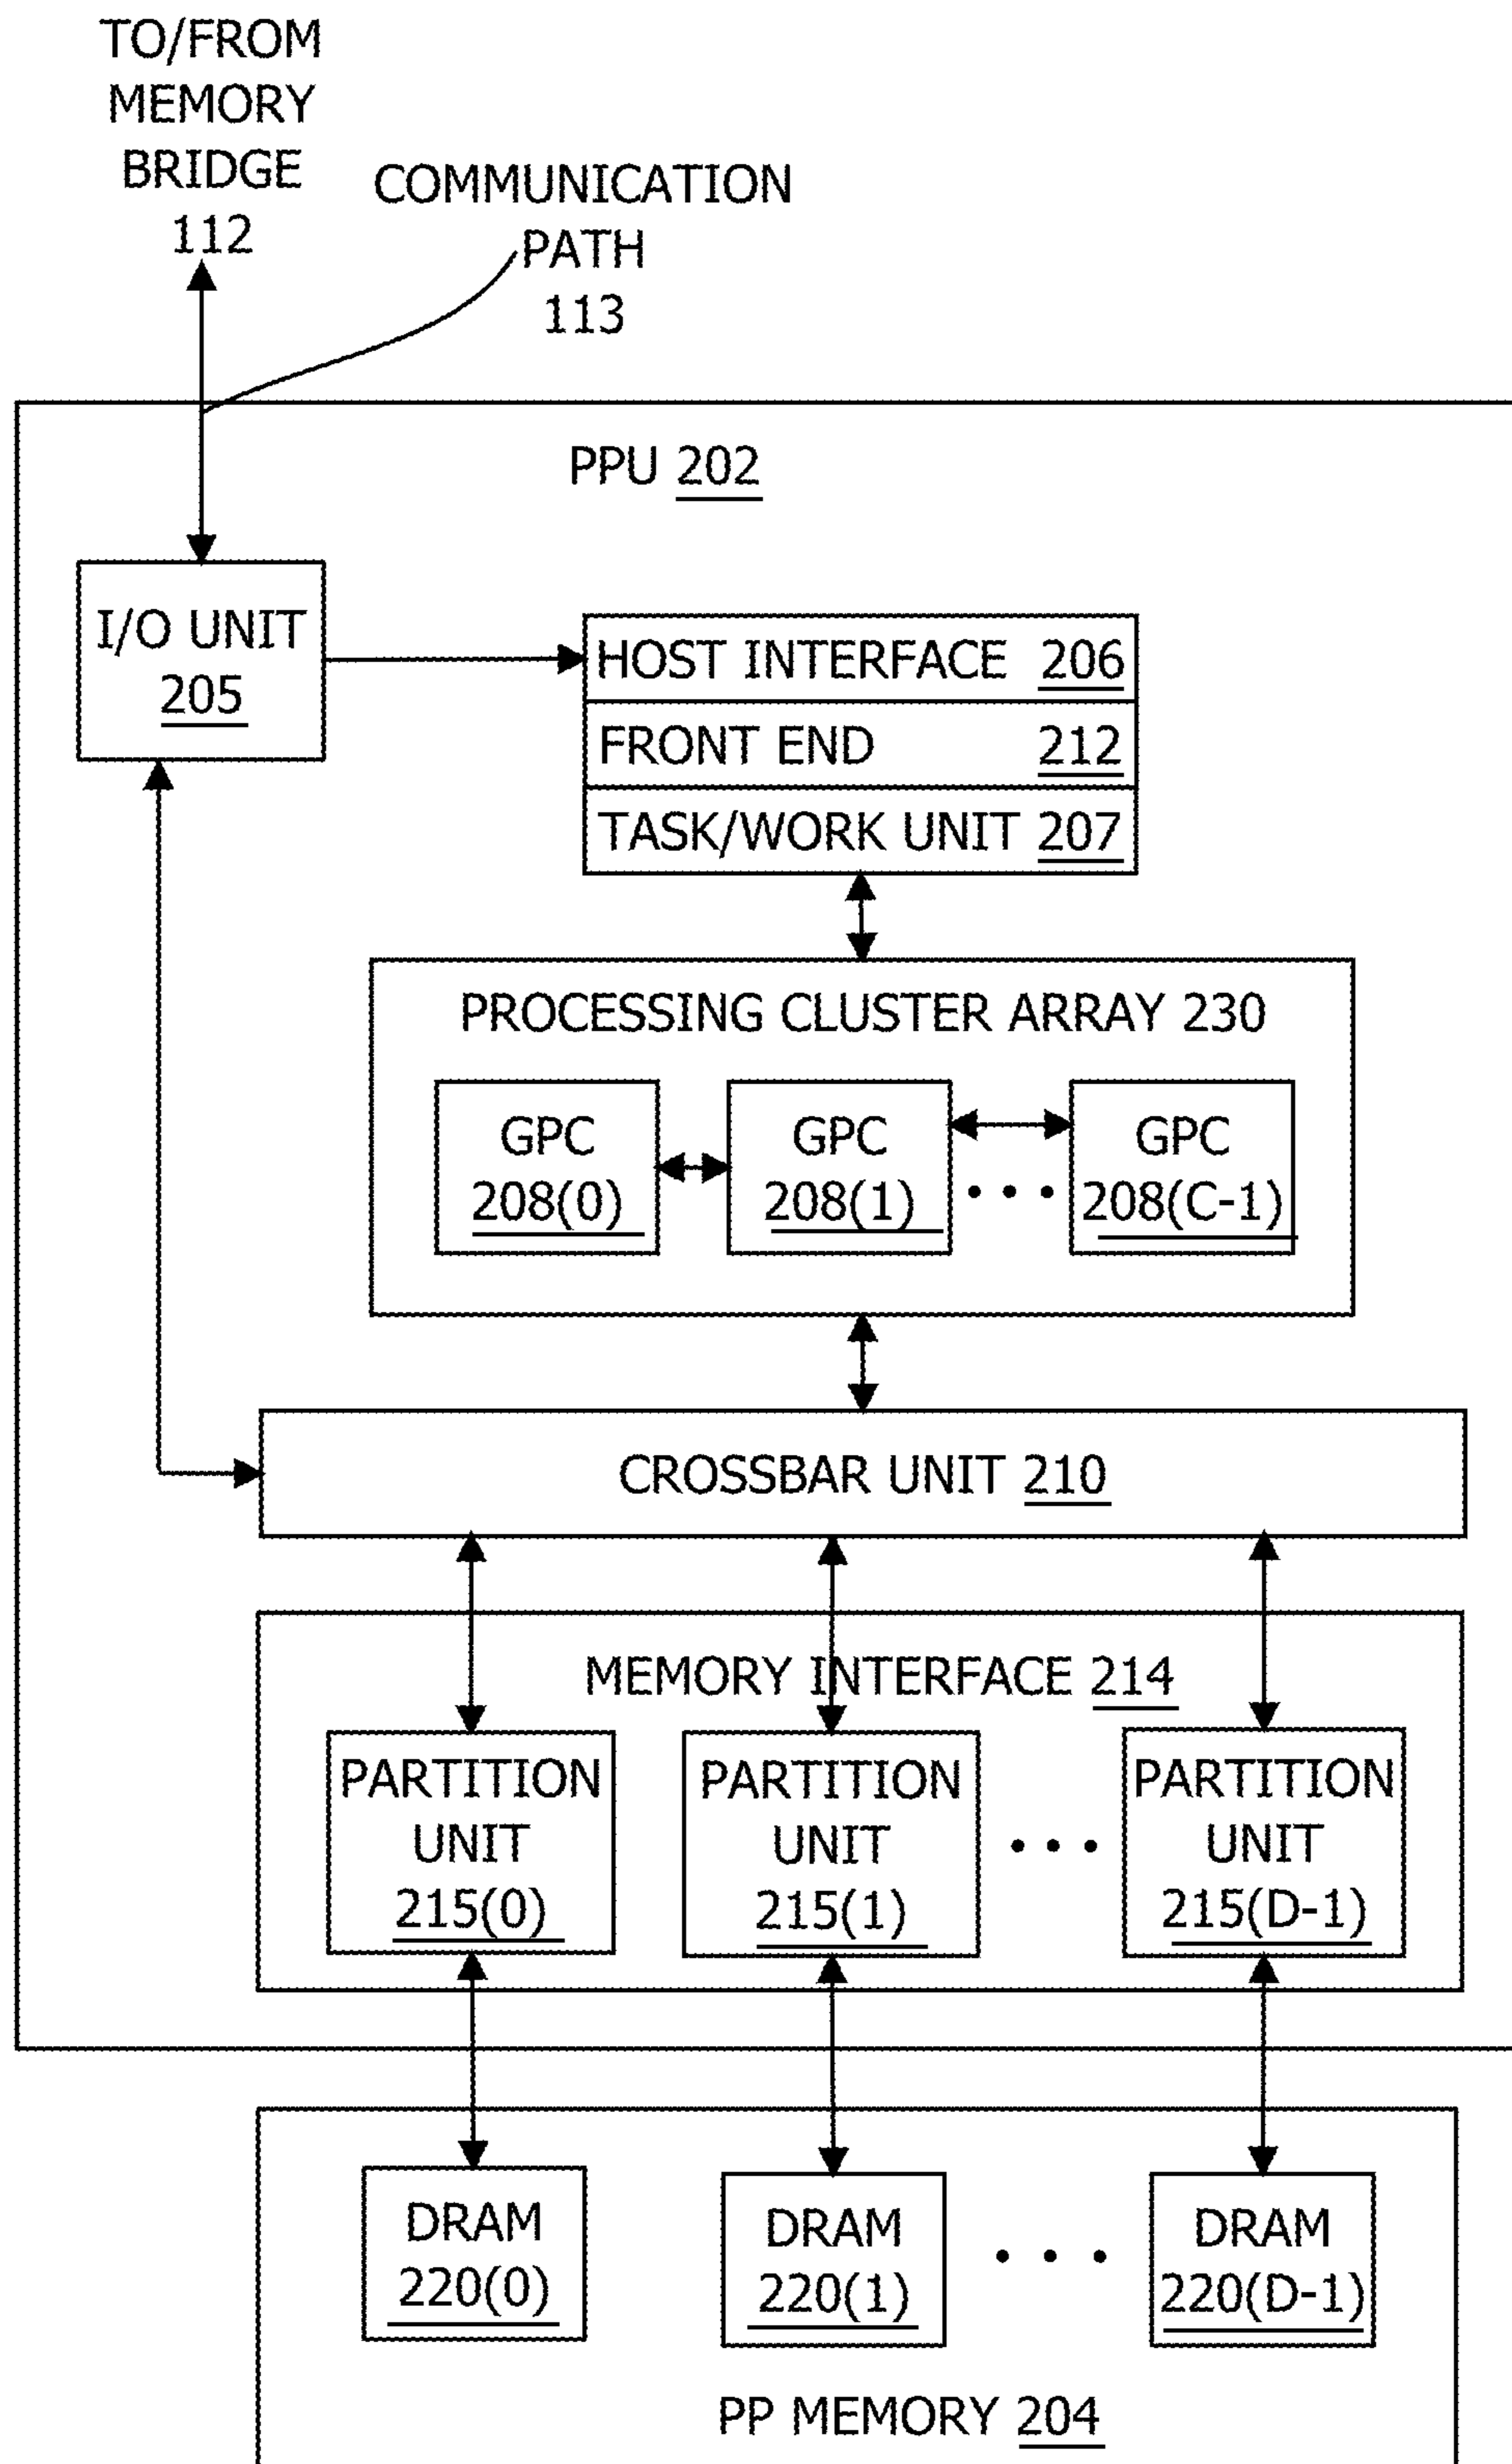 TO/FROM
MEMORY
BRIDGE
112
COMMUNICATION
PATH
113
PPU 202
I/O UNIT
205
HOST INTERFACE 206
FRONT END 212
TASK/WORK UNIT 207
PROCESSING CLUSTER ARRAY 230
GPC
208(0)
GPC
208(1)
• • •
GPC
208(C-1)
CROSSBAR UNIT 210
MEMORY INTERFACE 214
PARTITION
UNIT
215(0)
PARTITION
UNIT
215(1)
• • •
PARTITION
UNIT
215(D-1)
DRAM
220(0)
DRAM
220(1)
• • •
DRAM
220(D-1)
PP MEMORY 204